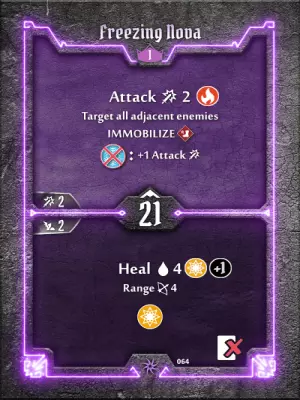 Freezing Nova
1
Attack 2
Target all adjacent enemies
IMMOBILIZE
: +1 Attack
2
21
2
Heal 4 +1
Range 4
064